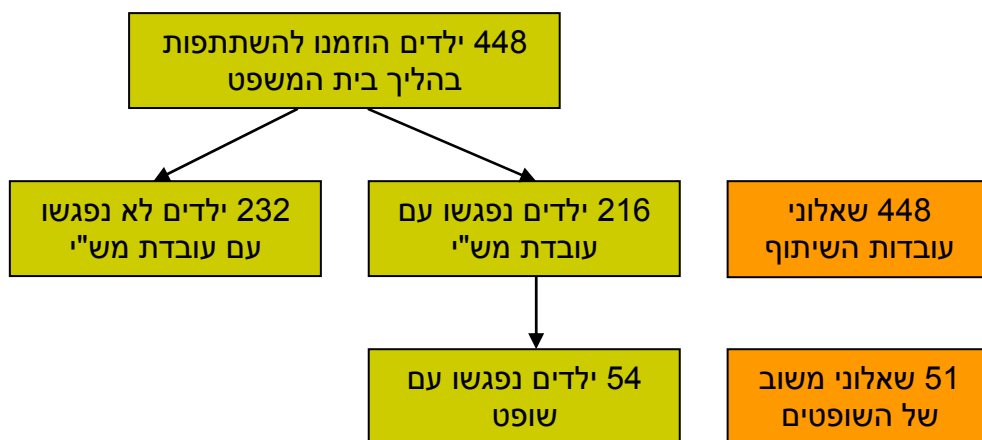 448 ילדים הוזמנו להשתתפות
בהליך בית המשפט
448 שאלוני
עובדות השיתוף
216 ילדים נפגשו עם
עובדת מש"י
232 ילדים לא נפגשו
עם עובדת מש"י
51 שאלוני משוב
של השופטים
54 ילדים נפגשו עם
שופט